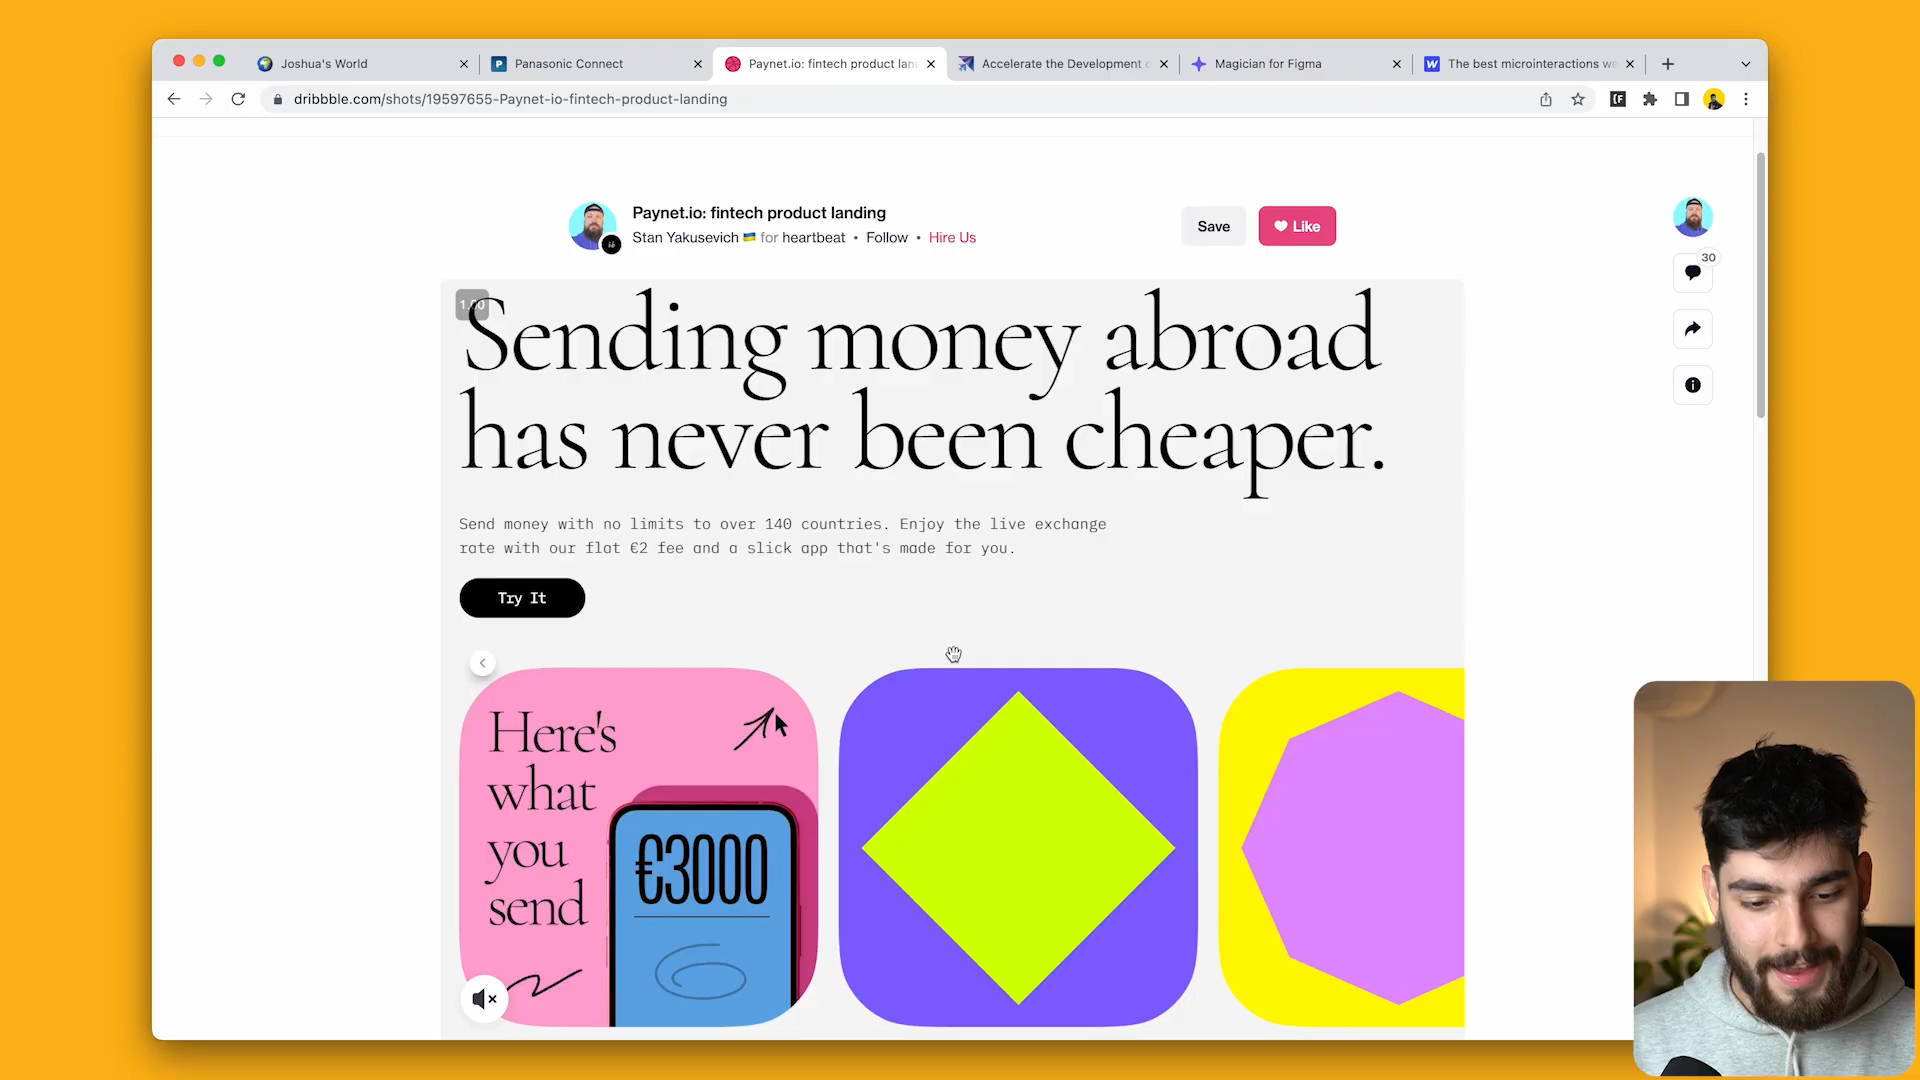 Joshua's World
Panasonic Connect
Paynet.io: fintech product lan
Accelerate the Development
Magician for Figma
The best microinteractions we
dribbble.com/shots/19597655-Paynet-io-fintech-product-landing
Paynet.io: fintech product landing
Stan Yakusevich for heartbeat • Follow • Hire Us
Save
Like
30
Sending money abroad
has never been cheaper.
Send money with no limits to over 140 countries. Enjoy the live exchange
rate with our flat €2 fee and a slick app that's made for you.
Try It
Here's
what
you
send
€3000